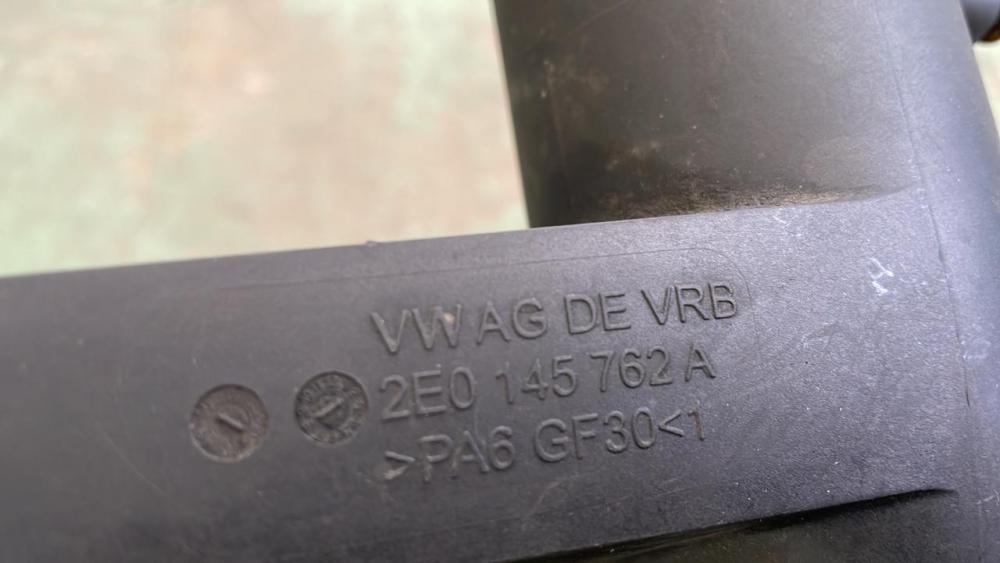 VW AG DE VRB
2E0 145 762 A
>PA6 GF30<1